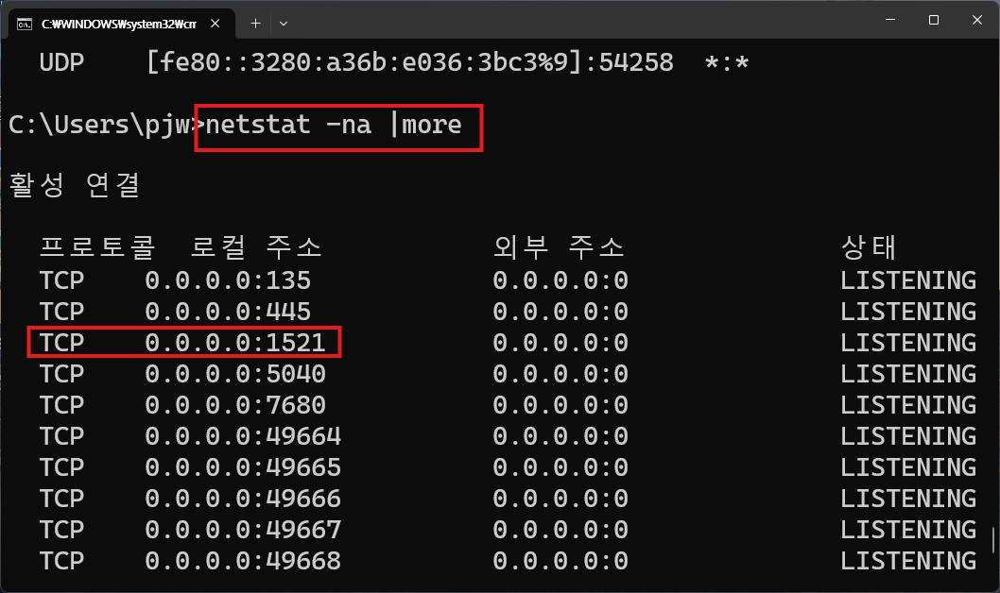 C:₩WINDOWS₩system32₩cm
UDP [fe80::3280:a36b:e036:3bc3%9]:54258 *:*
C:\Users\pjw>netstat -na |more
활성 연결
프로토콜 로컬 주소 외부 주소 상태
TCP 0.0.0.0:135 0.0.0.0:0 LISTENING
TCP 0.0.0.0:445 0.0.0.0:0 LISTENING
TCP 0.0.0.0:1521 0.0.0.0:0 LISTENING
TCP 0.0.0.0:5040 0.0.0.0:0 LISTENING
TCP 0.0.0.0:7680 0.0.0.0:0 LISTENING
TCP 0.0.0.0:49664 0.0.0.0:0 LISTENING
TCP 0.0.0.0:49665 0.0.0.0:0 LISTENING
TCP 0.0.0.0:49666 0.0.0.0:0 LISTENING
TCP 0.0.0.0:49667 0.0.0.0:0 LISTENING
TCP 0.0.0.0:49668 0.0.0.0:0 LISTENING